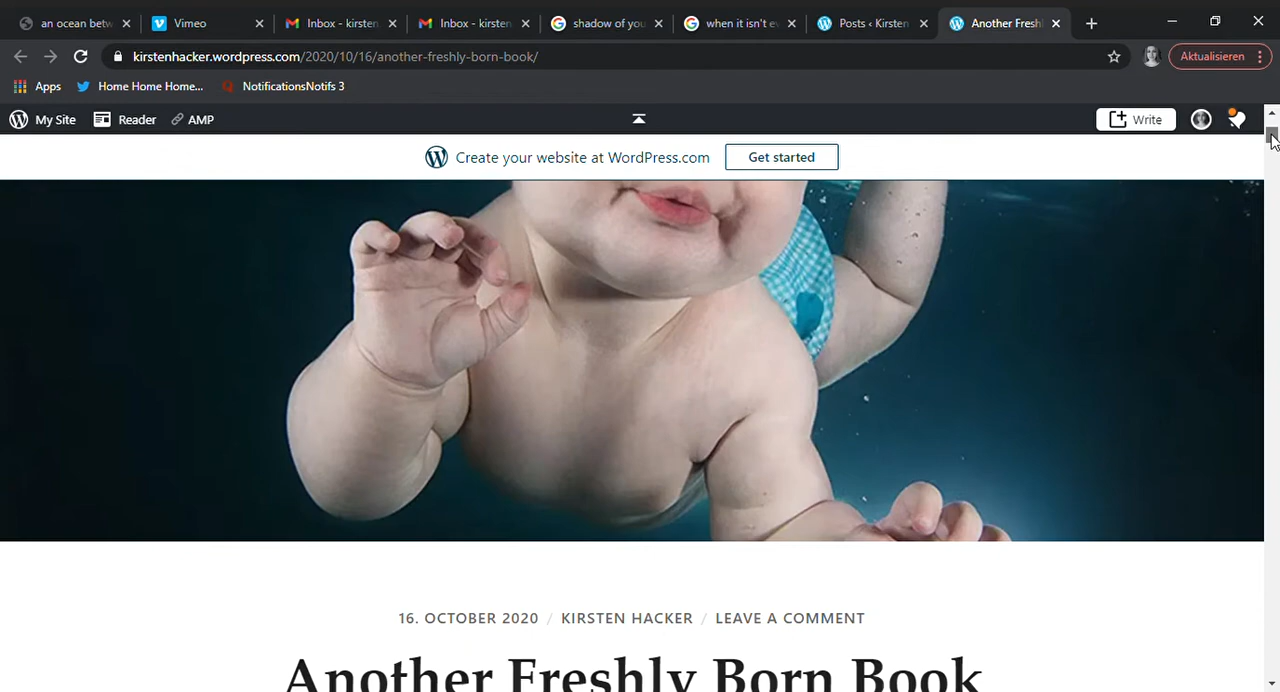 an ocean betw
Vimeo
Inbox - kirsten
Inbox - kirsten
shadow of you
when it isn't ev
Posts ‹ Kirsten
Another Fresh
kirstenhacker.wordpress.com/2020/10/16/another-freshly-born-book/
Aktualisieren
Apps
Home Home Home...
NotificationsNotifs 3
My Site
Reader
AMP
Write
Create your website at WordPress.com
Get started
16. OCTOBER 2020 / KIRSTEN HACKER / LEAVE A COMMENT
Another Freshly Born Book